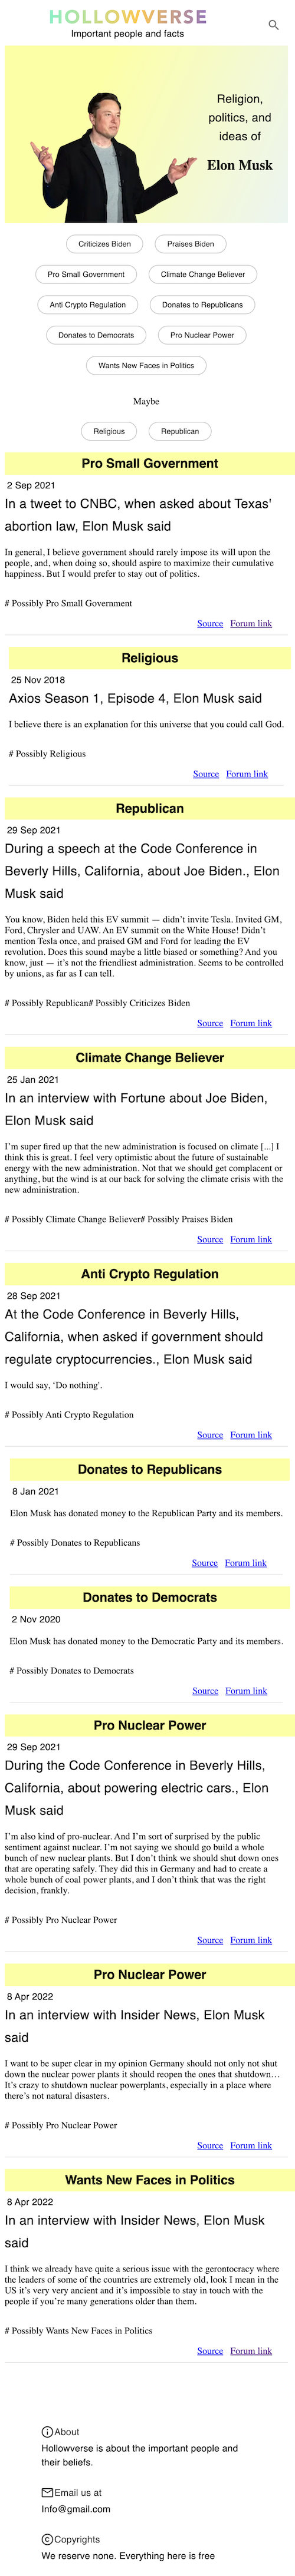 HOLLOWVERSE
Important people and facts
Religion,
politics, and
ideas of
Elon Musk
Criticizes Biden
Praises Biden
Pro Small Government
Climate Change Believer
Anti Crypto Regulation
Donates to Republicans
Donates to Democrats
Pro Nuclear Power
Wants New Faces in Politics
Maybe
Religious
Republican
Pro Small Government
2 Sep 2021
In a tweet to CNBC, when asked about Texas’
abortion law, Elon Musk said
In general, I believe government should rarely impose its will upon the
people, and, when doing so, should aspire to maximize their cumulative
happiness. But I would prefer to stay out of politics.
# Possibly Pro Small Government
Source Forum link
Religious
25 Nov 2018
Axios Season 1, Episode 4, Elon Musk said
I believe there is an explanation for this universe that you could call God.
# Possibly Religious
Source Forum link
Republican
29 Sep 2021
During a speech at the Code Conference in
Beverly Hills, California, about Joe Biden., Elon
Musk said
You know, Biden held this EV summit — didn’t invite Tesla. Invited GM,
Ford, Chrysler and UAW. An EV summit on the White House! Didn’t
mention Tesla once, and praised GM and Ford for leading the EV
revolution. Does this sound maybe a little biased or something? And you
know, just — it’s not the friendliest administration. Seems to be controlled
by unions, as far as I can tell.
# Possibly Republican# Possibly Criticizes Biden
Source Forum link
Climate Change Believer
25 Jan 2021
In an interview with Fortune about Joe Biden,
Elon Musk said
I’m super fired up that the new administration is focused on climate [...] I
think this is great. I feel very optimistic about the future of sustainable
energy with the new administration. Not that we should get complacent or
anything, but the wind is at our back for solving the climate crisis with the
new administration.
# Possibly Climate Change Believer# Possibly Praises Biden
Source Forum link
Anti Crypto Regulation
28 Sep 2021
At the Code Conference in Beverly Hills,
California, when asked if government should
regulate cryptocurrencies., Elon Musk said
I would say, ‘Do nothing’.
# Possibly Anti Crypto Regulation
Source Forum link
Donates to Republicans
8 Jan 2021
Elon Musk has donated money to the Republican Party and its members.
# Possibly Donates to Republicans
Source Forum link
Donates to Democrats
2 Nov 2020
Elon Musk has donated money to the Democratic Party and its members.
# Possibly Donates to Democrats
Source Forum link
Pro Nuclear Power
29 Sep 2021
During the Code Conference in Beverly Hills,
California, about powering electric cars., Elon
Musk said
I’m also kind of pro-nuclear. And I’m sort of surprised by the public
sentiment against nuclear. I’m not saying we should go build a whole
bunch of new nuclear plants. But I don’t think we should shut down ones
that are operating safely. They did this in Germany and had to create a
whole bunch of coal power plants, and I don’t think that was the right
decision, frankly.
# Possibly Pro Nuclear Power
Source Forum link
Pro Nuclear Power
8 Apr 2022
In an interview with Insider News, Elon Musk
said
I want to be super clear in my opinion Germany should not only not shut
down the nuclear power plants it should reopen the ones that shutdown…
It’s crazy to shutdown nuclear powerplants, especially in a place where
there’s not natural disasters.
# Possibly Pro Nuclear Power
Source Forum link
Wants New Faces in Politics
8 Apr 2022
In an interview with Insider News, Elon Musk
said
I think we already have quite a serious issue with the gerontocracy where
the leaders of some of the countries are extremely old, look I mean in the
US it’s very very ancient and it’s impossible to stay in touch with the
people if you’re many generations older than them.
# Possibly Wants New Faces in Politics
Source Forum link
About
Hollowverse is about the important people and
their beliefs.
Email us at
Info@gmail.com
Copyrights
We reserve none. Everything here is free